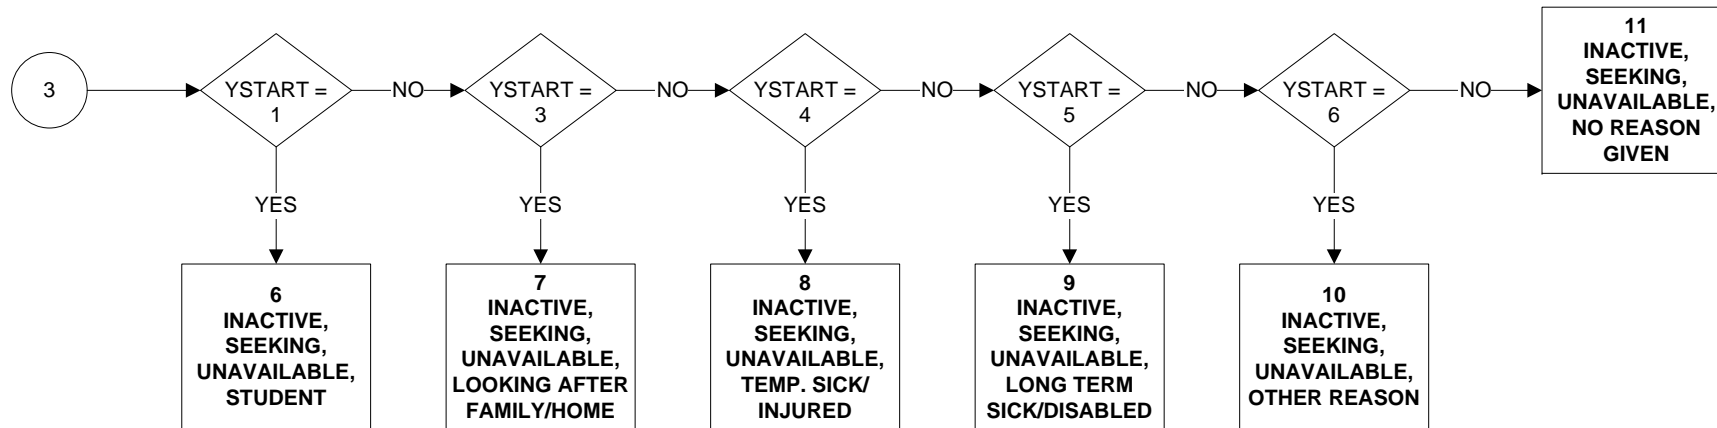 3
YSTART =
1
NO
YSTART =
3
NO
YSTART =
4
NO
YSTART =
5
NO
YSTART =
6
NO
11
INACTIVE,
SEEKING,
UNAVAILABLE,
NO REASON
GIVEN
YES
YES
YES
YES
YES
6
INACTIVE,
SEEKING,
UNAVAILABLE,
STUDENT
7
INACTIVE,
SEEKING,
UNAVAILABLE,
LOOKING AFTER
FAMILY/HOME
8
INACTIVE,
SEEKING,
UNAVAILABLE,
TEMP. SICK/
INJURED
9
INACTIVE,
SEEKING,
UNAVAILABLE,
LONG TERM
SICK/DISABLED
10
INACTIVE,
SEEKING,
UNAVAILABLE,
OTHER REASON